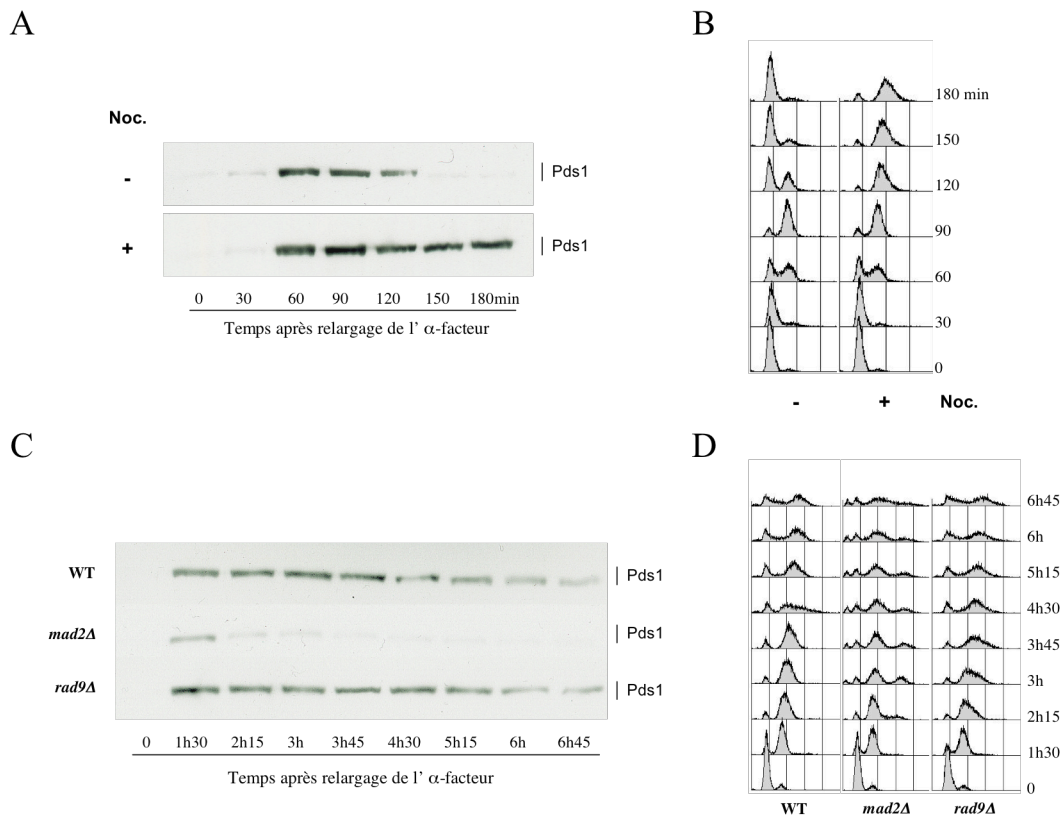 A
Noc.
-
Pds1
+
Pds1
0 30 60 90 120 150 180min
Temps après relargage de l' α-facteur
B
180 min
150
120
90
60
30
0
- + Noc.
C
WT
Pds1
mad2Δ
Pds1
rad9Δ
Pds1
0 1h30 2h15 3h 3h45 4h30 5h15 6h 6h45
Temps après relargage de l' α-facteur
D
6h45
6h
5h15
4h30
3h45
3h
2h15
1h30
0
WT mad2Δ rad9Δ